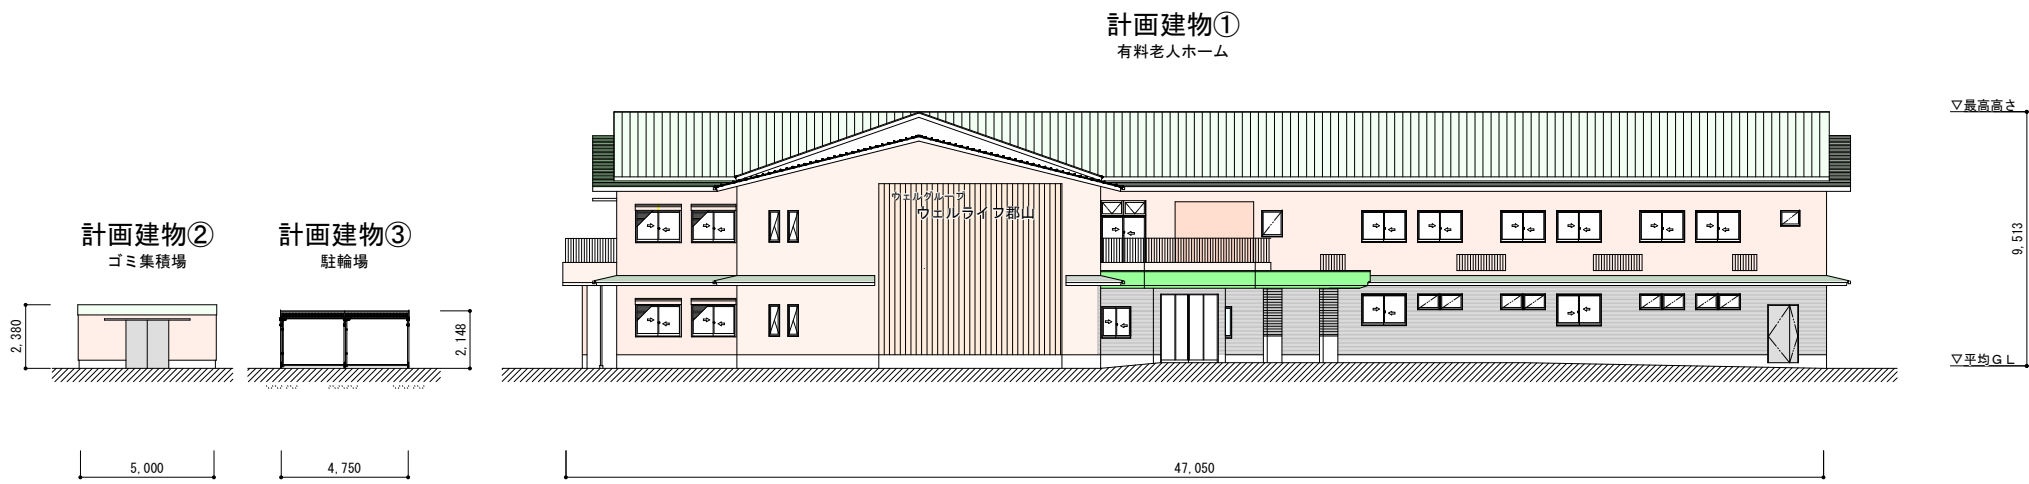 計画建物①
有料老人ホーム
▽最高高さ
ウェルグループ
ウェルライフ郡山
計画建物②
ゴミ集積場
計画建物③
駐輪場
9,513
2,380
2,148
▽平均GL
5,000
4,750
47,050